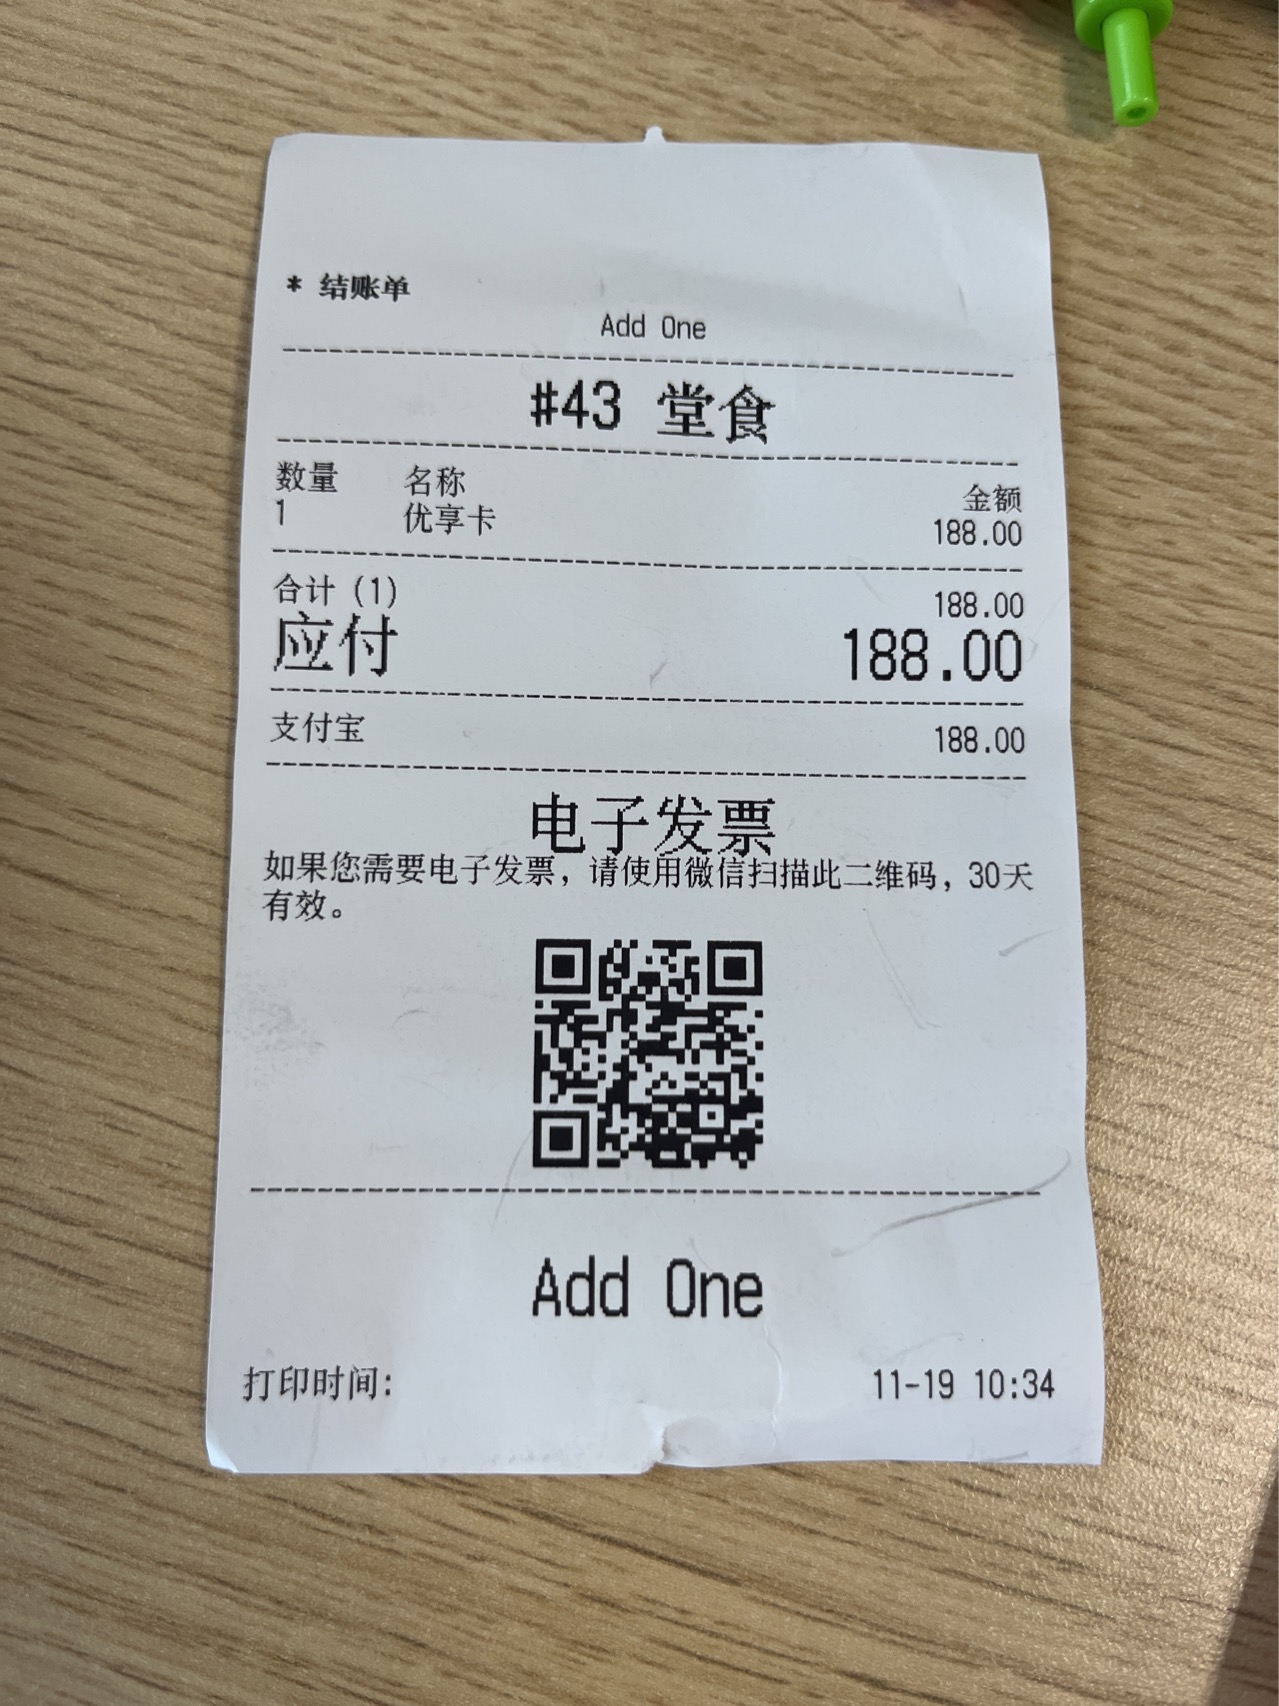 * 结账单
Add One
#43 堂食
数量 名称 金额
1 优享卡 188.00
合计 (1) 188.00
应付 188.00
支付宝 188.00
电子发票
如果您需要电子发票，请使用微信扫描此二维码，30天
有效。
Add One
打印时间: 11-19 10:34